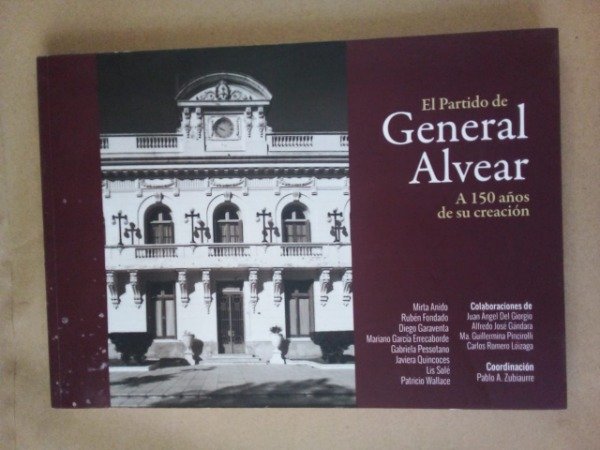 El Partido de
General
Alvear
A 150 años
de su creación
Mirta Anido
Rubén Fondado
Diego Garaventa
Mariano García Errecaborde
Gabriela Pessotano
Javiera Quincoces
Lis Solé
Patricio Wallace
Colaboraciones de
Juan Angel Del Giorgio
Alfredo José Gándara
Ma. Guillermina Pincirolli
Carlos Romero Loizaga
Coordinación
Pablo A. Zubiaurre